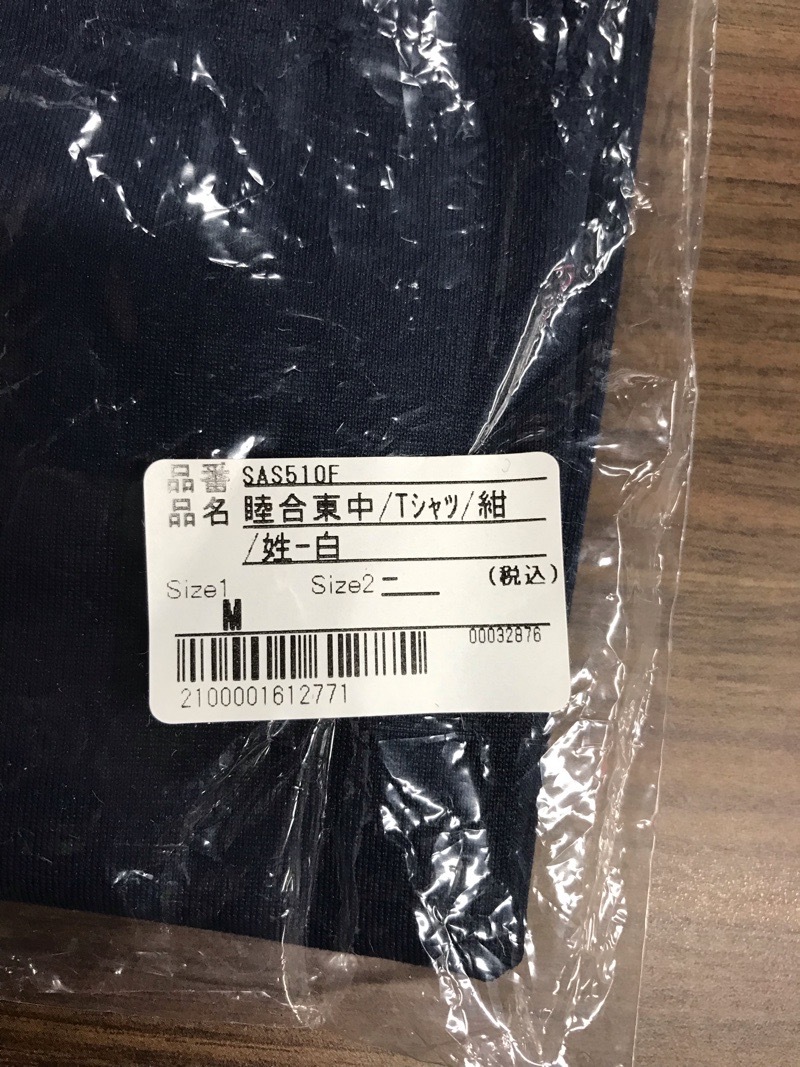 品番 SAS510F
品名 睦合東中/Tシャツ/紺
/姓-白
Size1 Size2 (税込)
M
00032876
2100001612771